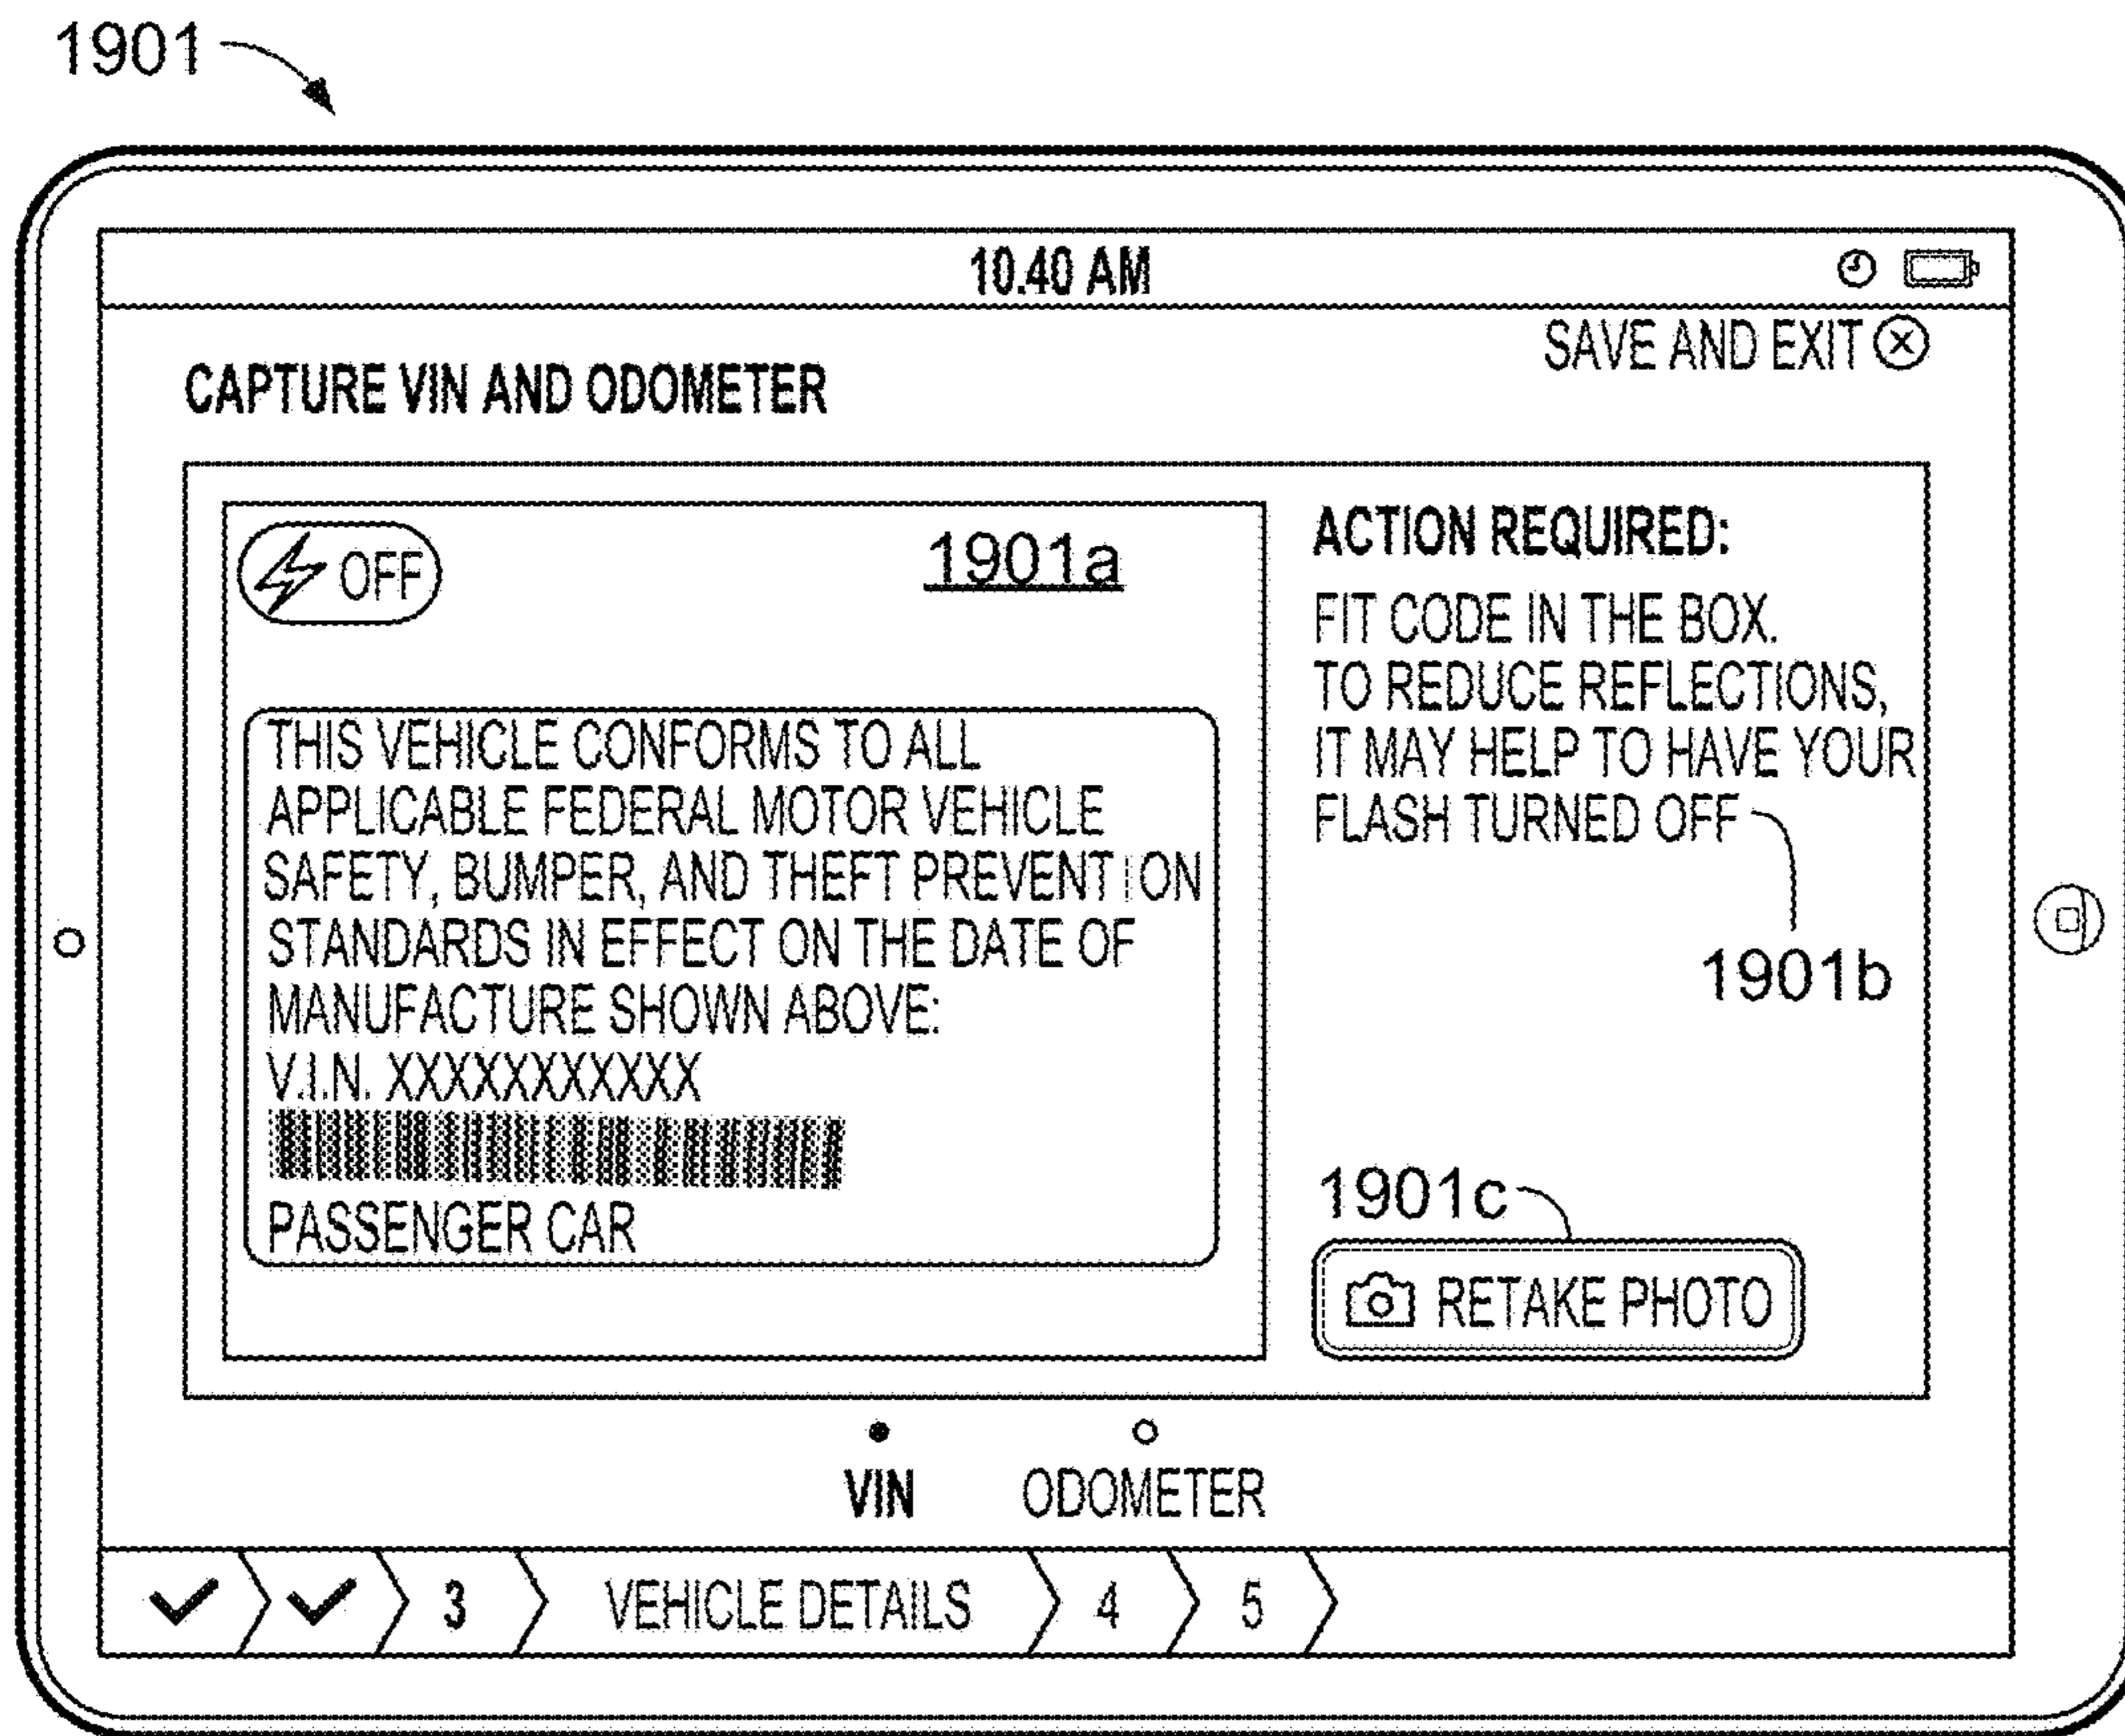 1901
10.40 AM
SAVE AND EXIT
CAPTURE VIN AND ODOMETER
OFF
1901a
THIS VEHICLE CONFORMS TO ALL
APPLICABLE FEDERAL MOTOR VEHICLE
SAFETY, BUMPER, AND THEFT PREVENTION
STANDARDS IN EFFECT ON THE DATE OF
MANUFACTURE SHOWN ABOVE:
V.I.N. XXXXXXXXXXX
PASSENGER CAR
ACTION REQUIRED:
FIT CODE IN THE BOX.
TO REDUCE REFLECTIONS,
IT MAY HELP TO HAVE YOUR
FLASH TURNED OFF
1901b
1901c
RETAKE PHOTO
VIN ODOMETER
3 VEHICLE DETAILS 4 5